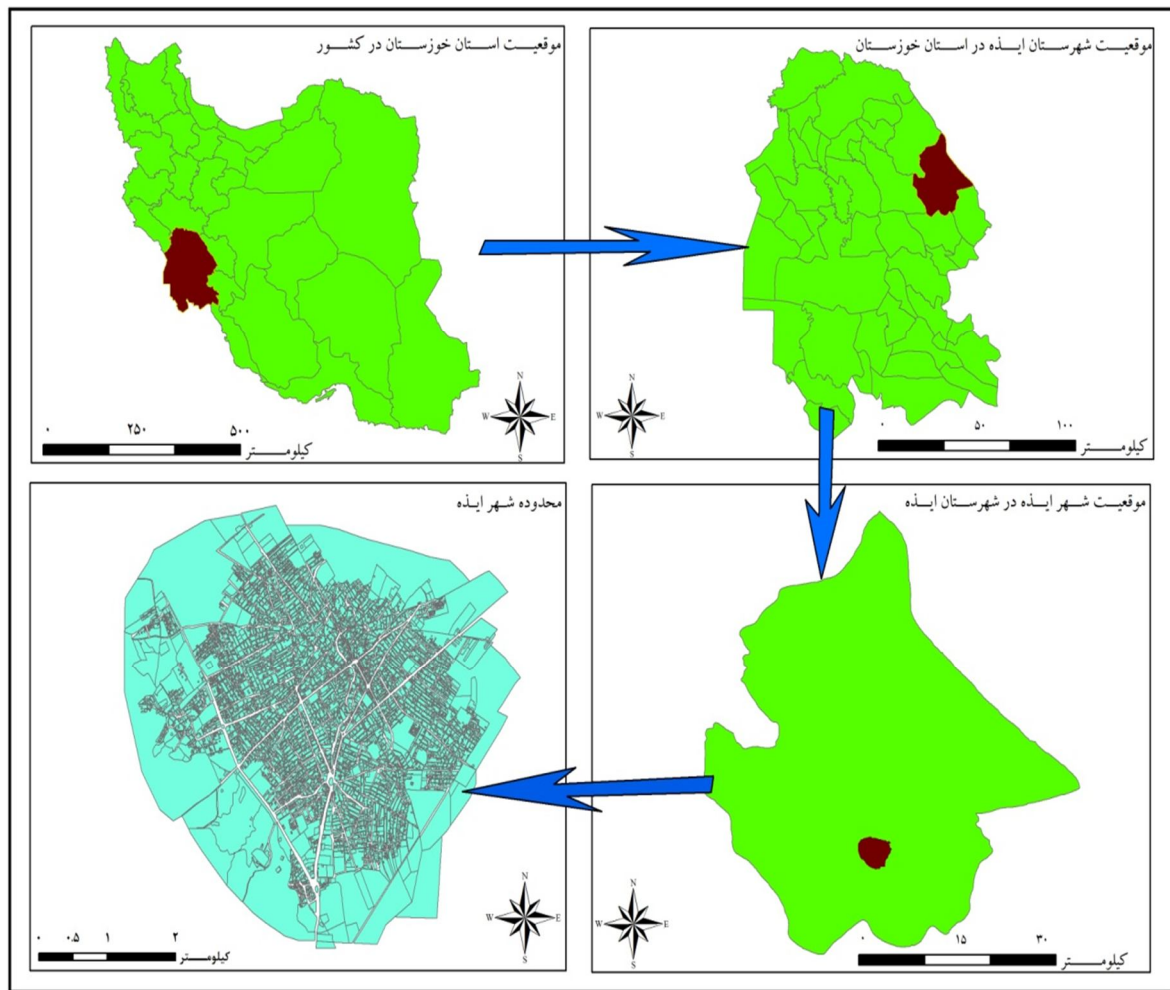 موقعیت استان خوزستان در کشور
N
W E
S
۰ ۲۵۰ ۵۰۰
کیلومتر
موقعیت شهرستان ایذه در استان خوزستان
N
W E
S
۰ ۵۰ ۱۰۰
کیلومتر
محدوده شهر ایذه
N
W E
S
۰ ۰.۵ ۱ ۲
کیلومتر
موقعیت شهر ایذه در شهرستان ایذه
N
W E
S
۰ ۱۵ ۳۰
کیلومتر